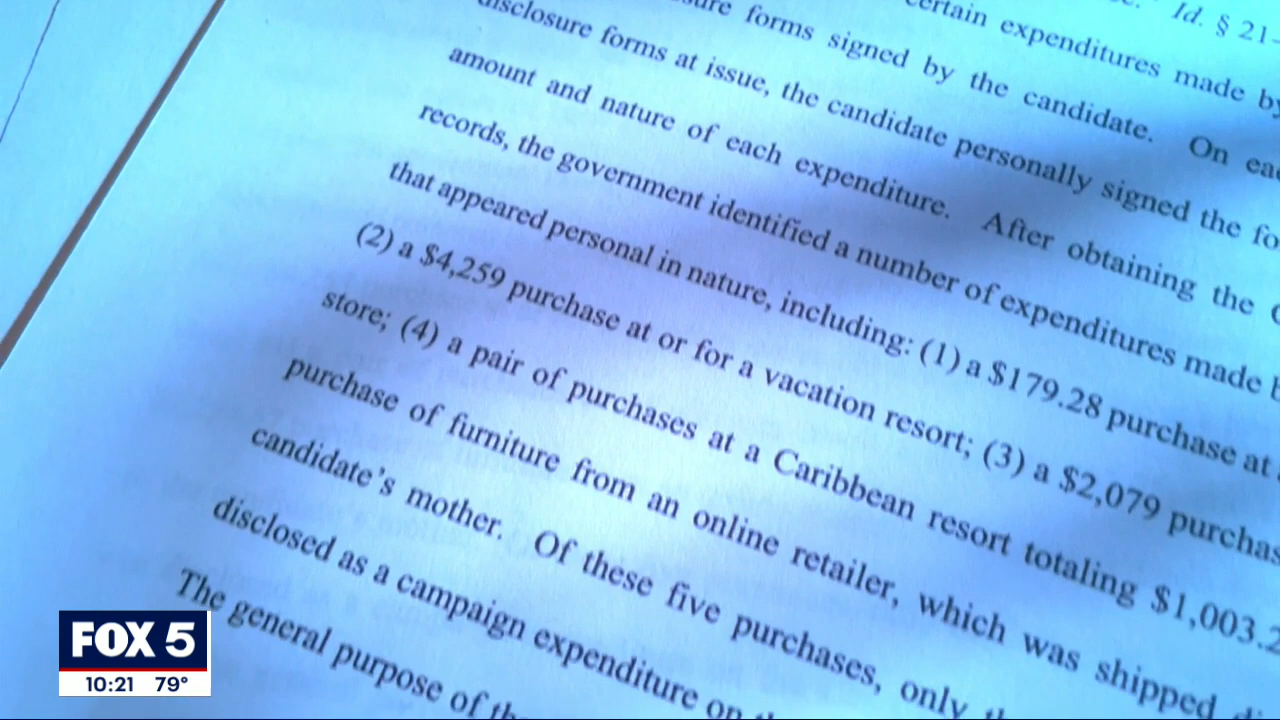 Id. § 21-
certain expenditures made by
forms signed by the candidate. On
disclosure forms at issue, the candidate personally signed the
amount and nature of each expenditure. After obtaining the
records, the government identified a number of expenditures made
that appeared personal in nature, including: (1) a $179.28 purchase at
(2) a $4,259 purchase at or for a vacation resort; (3) a $2,079
store; (4) a pair of purchases at a Caribbean resort totaling $1,003.2
purchase of furniture from an online retailer, which was shipped
candidate's mother. Of these five purchases, only
disclosed as a campaign expenditure on
The general purpose of
FOX 5
10:21 79°